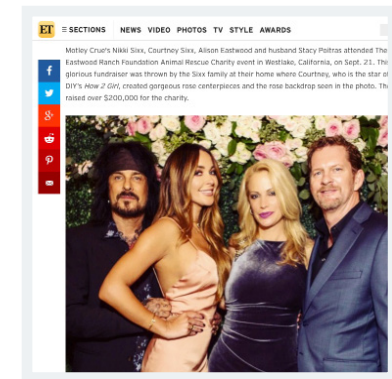 ET SECTIONS NEWS VIDEO PHOTOS TV STYLE AWARDS
Motley Crue's Nikki Sixx, Courtney Sixx, Alison Eastwood and husband Stacy Poitras attended The
Eastwood Ranch Foundation Animal Rescue Charity event in Westlake, California, on Sept. 21. Thi
glorious fundraiser was thrown by the Sixx family at their home where Courtney, who is the star o
DIY's How 2 Girl, created gorgeous rose centerpieces and the rose backdrop seen in the photo. Th
raised over $200,000 for the charity.